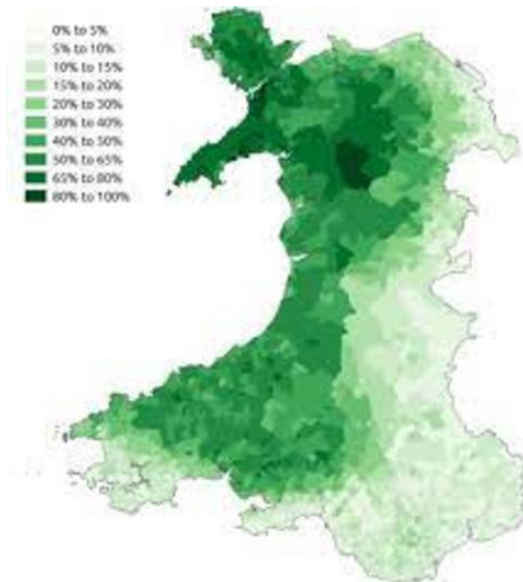 0% to 5%
5% to 10%
10% to 15%
15% to 20%
20% to 30%
30% to 40%
40% to 50%
50% to 65%
65% to 80%
80% to 100%